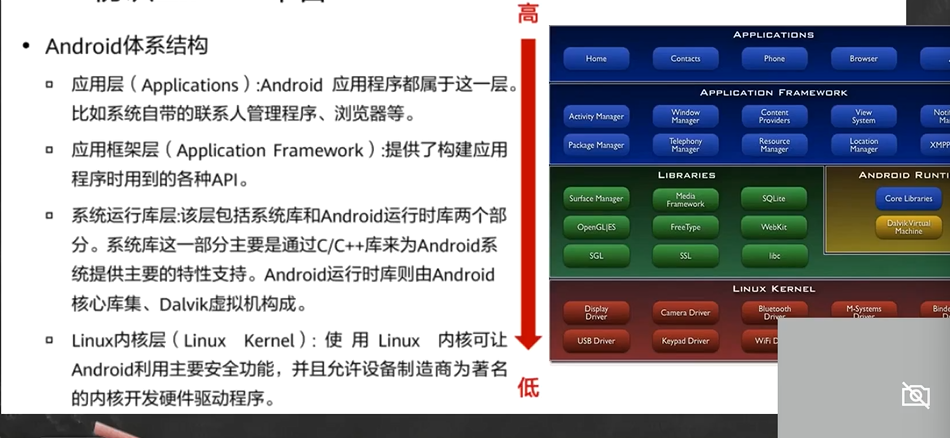 Android体系结构
应用层（Applications）:Android 应用程序都属于这一层。
比如系统自带的联系人管理程序、浏览器等。
应用框架层（Application Framework）:提供了构建应用
程序时用到的各种API。
系统运行库层:该层包括系统库和Android运行时库两个部
分。系统库这一部分主要是通过C/C++库来为Android系
统提供主要的特性支持。Android运行时库则由Android
核心库集、Dalvik虚拟机构成。
Linux内核层（Linux Kernel）: 使 用 Linux 内核可让
Android利用主要安全功能，并且允许设备制造商为著名
的内核开发硬件驱动程序。
高
低
APPLICATIONS
Home
Contacts
Phone
Browser
APPLICATION FRAMEWORK
Activity Manager
Window
Manager
Content
Providers
View
System
Package Manager
Telephony
Manager
Resource
Manager
Location
Manager
XMPP
LIBRARIES
Surface Manager
Media
Framework
SQLite
OpenGL|ES
FreeType
WebKit
SGL
SSL
libc
ANDROID RUNTI
Core Libraries
Dalvik Virtual
Machine
LINUX KERNEL
Display
Driver
Camera Driver
Bluetooth
Driver
M-Systems
Driver
USB Driver
Keypad Driver
WiFi D